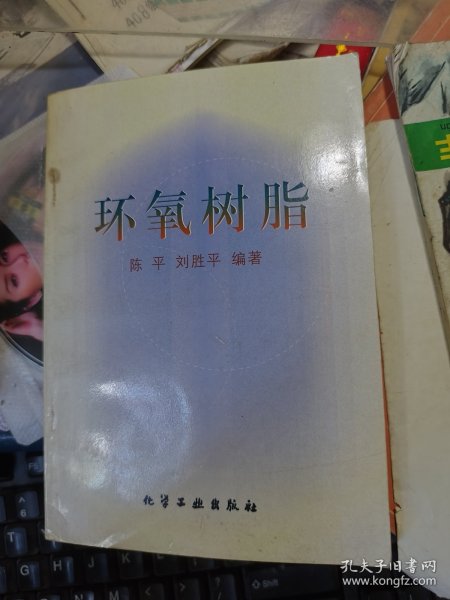 环氧树脂
陈 平 刘胜平 编著
化学工业出版社
Shift
孔夫子旧书网
www.kongfz.com